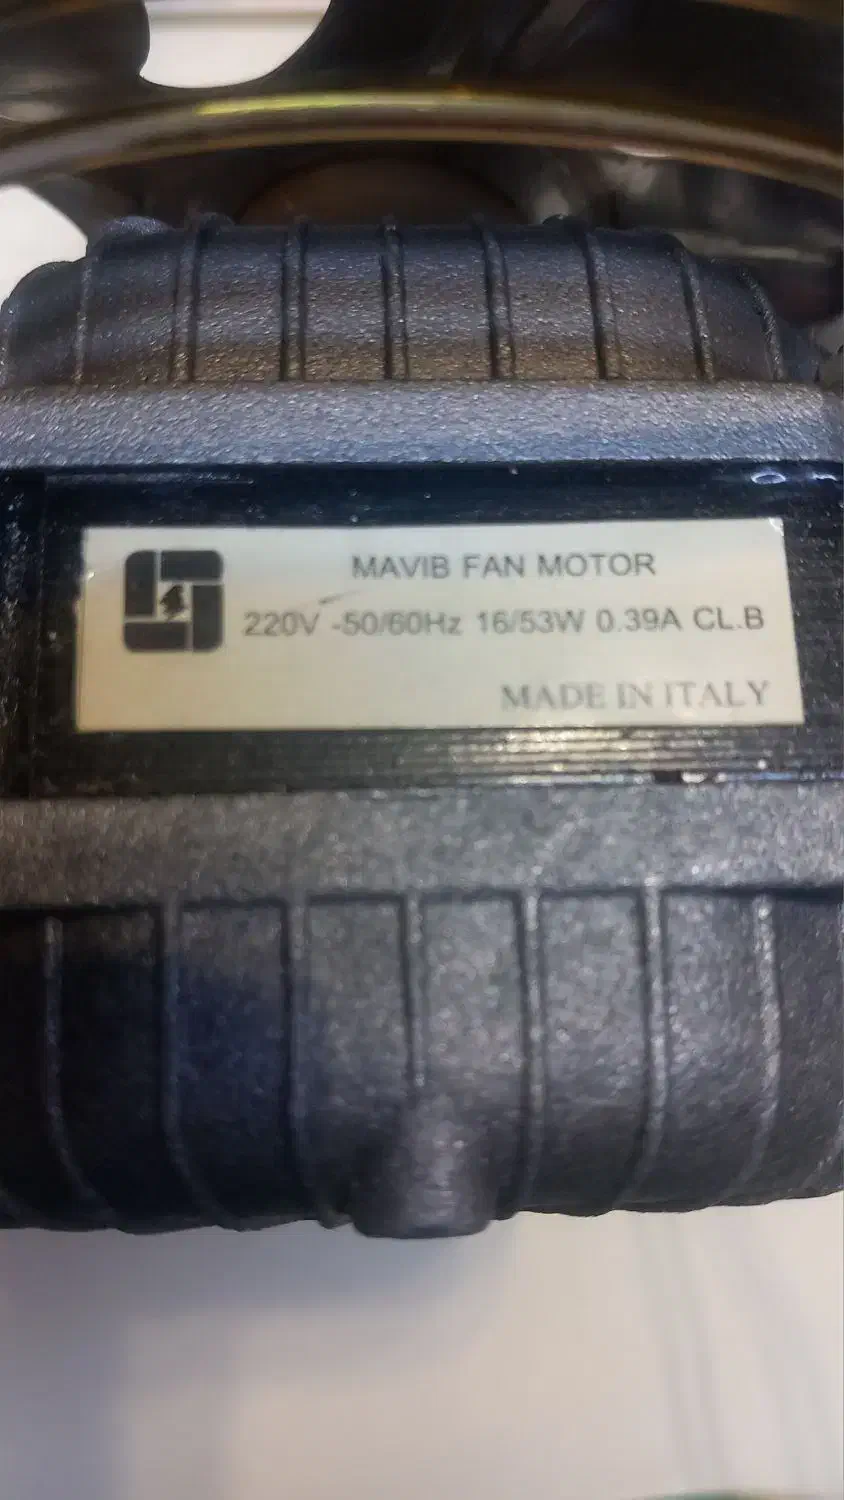 MAVIB FAN MOTOR
220V -50/60Hz 16/53W 0.39A CL.B
MADE IN ITALY